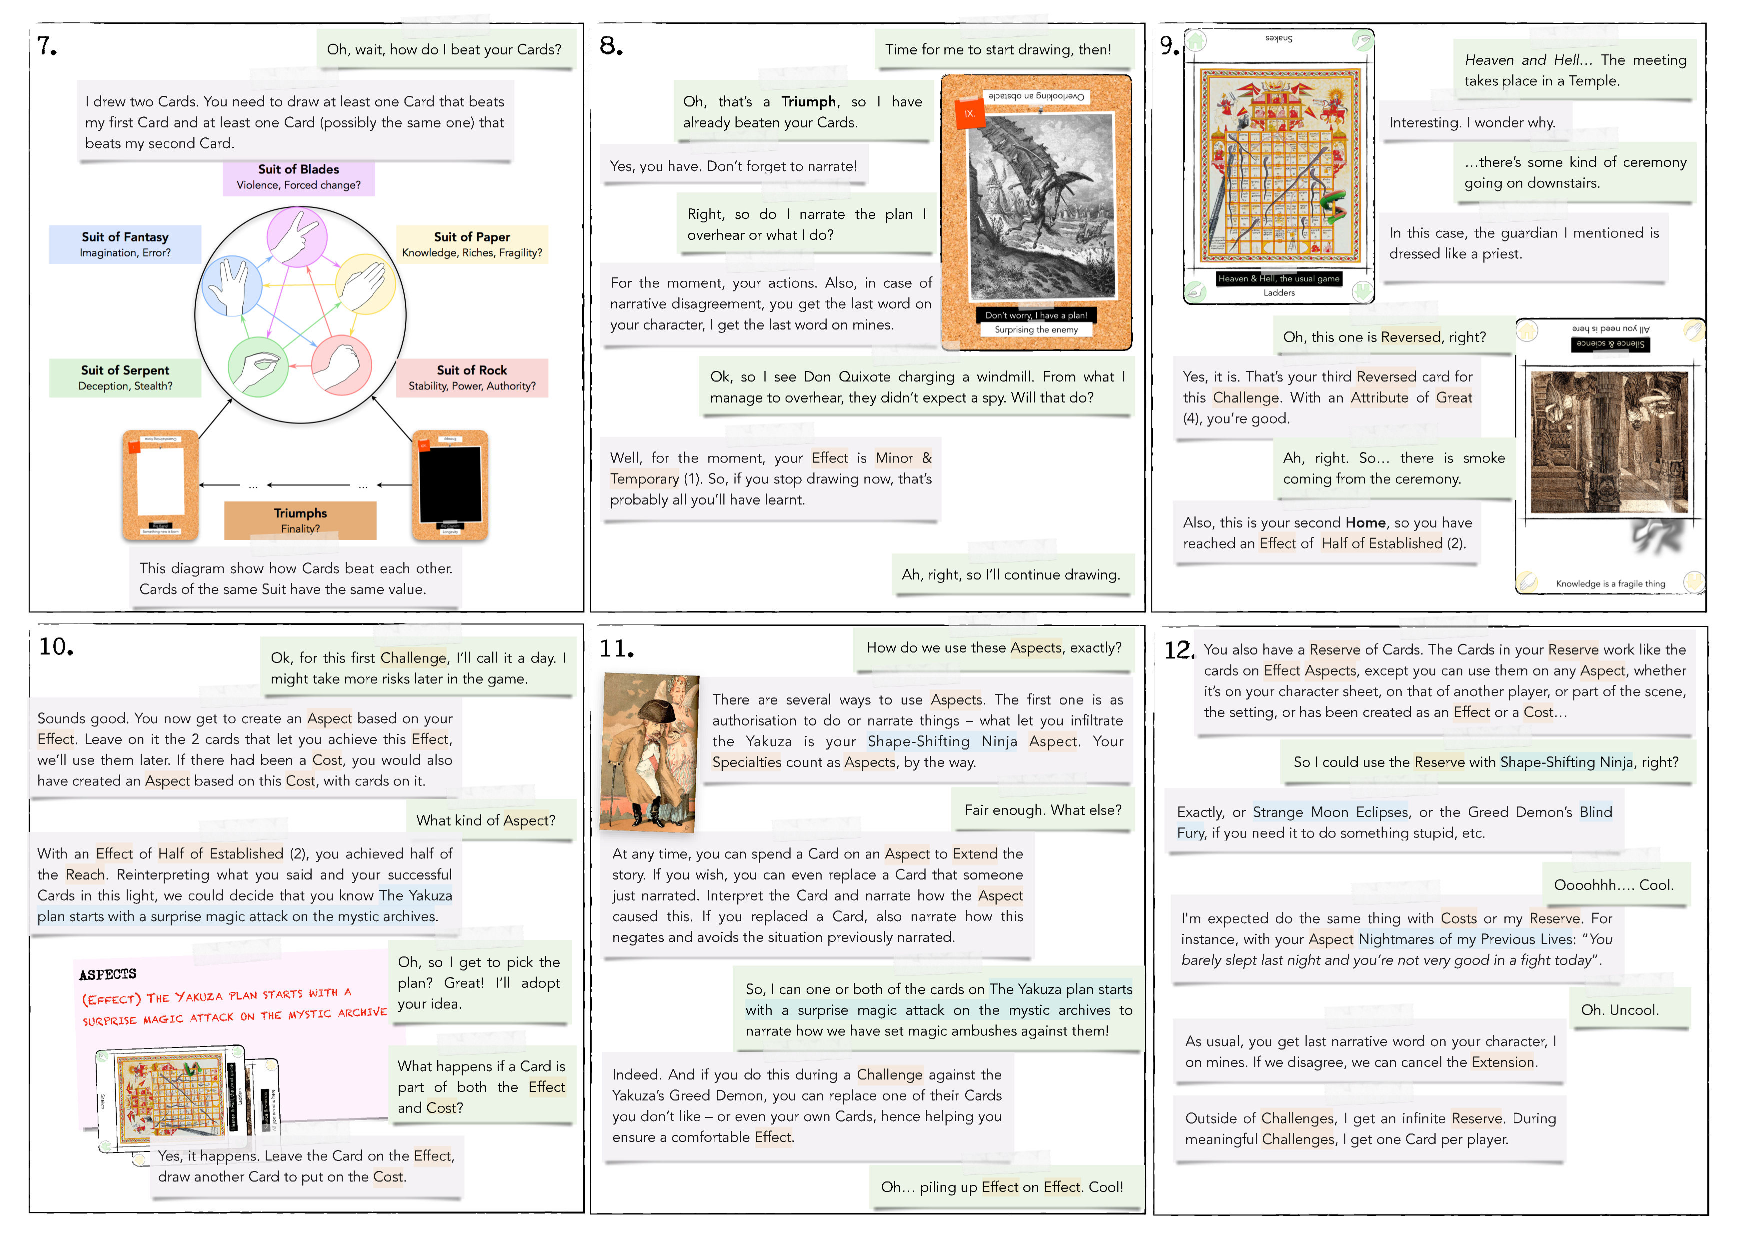 7.
Oh, wait, how do I beat your Cards?
I drew two Cards. You need to draw at least one Card that beats
my first Card and at least one Card (possibly the same one) that
beats my second Card.
Suit of Blades
Violence, Forced change?
Suit of Fantasy
Imagination, Error?
Suit of Paper
Knowledge, Riches, Fragility?
Suit of Serpent
Deception, Stealth?
Suit of Rock
Stability, Power, Authority?
... ...
Triumphs
Finality?
This diagram show how Cards beat each other.
Cards of the same Suit have the same value.
8.
Time for me to start drawing, then!
Oh, that's a Triumph, so I have
already beaten your Cards.
Overlooking an obstacle
IX.
Yes, you have. Don't forget to narrate!
Right, so do I narrate the plan I
overhear or what I do?
For the moment, your actions. Also, in case of
narrative disagreement, you get the last word on
your character, I get the last word on mines.
Don't worry, I have a plan!
Surprising the enemy
Ok, so I see Don Quixote charging a windmill. From what I
manage to overhear, they didn't expect a spy. Will that do?
Well, for the moment, your Effect is Minor &
Temporary (1). So, if you stop drawing now, that's
probably all you'll have learnt.
Ah, right, so I'll continue drawing.
9.
Snakes
Heaven and Hell... The meeting
takes place in a Temple.
Interesting. I wonder why.
...there's some kind of ceremony
going on downstairs.
In this case, the guardian I mentioned is
dressed like a priest.
Heaven & Hell, the usual game
Ladders
Oh, this one is Reversed, right?
All you need is here
Silence & science
Yes, it is. That's your third Reversed card for
this Challenge. With an Attribute of Great
(4), you're good.
Ah, right. So... there is smoke
coming from the ceremony.
Also, this is your second Home, so you have
reached an Effect of Half of Established (2).
Knowledge is a fragile thing
10.
Ok, for this first Challenge, I'll call it a day. I
might take more risks later in the game.
Sounds good. You now get to create an Aspect based on your
Effect. Leave on it the 2 cards that let you achieve this Effect,
we'll use them later. If there had been a Cost, you would also
have created an Aspect based on this Cost, with cards on it.
What kind of Aspect?
With an Effect of Half of Established (2), you achieved half of
the Reach. Reinterpreting what you said and your successful
Cards in this light, we could decide that you know The Yakuza
plan starts with a surprise magic attack on the mystic archives.
ASPECTS
(Effect) The Yakuza plan starts with a
surprise magic attack on the mystic archive
Oh, so I get to pick the
plan? Great! I'll adopt
your idea.
What happens if a Card is
part of both the Effect
and Cost?
Yes, it happens. Leave the Card on the Effect,
draw another Card to put on the Cost.
11.
How do we use these Aspects, exactly?
There are several ways to use Aspects. The first one is as
authorisation to do or narrate things – what let you infiltrate
the Yakuza is your Shape-Shifting Ninja Aspect. Your
Specialties count as Aspects, by the way.
Fair enough. What else?
At any time, you can spend a Card on an Aspect to Extend the
story. If you wish, you can even replace a Card that someone
just narrated. Interpret the Card and narrate how the Aspect
caused this. If you replaced a Card, also narrate how this
negates and avoids the situation previously narrated.
So, I can one or both of the cards on The Yakuza plan starts
with a surprise magic attack on the mystic archives to
narrate how we have set magic ambushes against them!
Indeed. And if you do this during a Challenge against the
Yakuza's Greed Demon, you can replace one of their Cards
you don't like – or even your own Cards, hence helping you
ensure a comfortable Effect.
Oh... piling up Effect on Effect. Cool!
12.
You also have a Reserve of Cards. The Cards in your Reserve work like the
cards on Effect Aspects, except you can use them on any Aspect, whether
it's on your character sheet, on that of another player, or part of the scene,
the setting, or has been created as an Effect or a Cost...
So I could use the Reserve with Shape-Shifting Ninja, right?
Exactly, or Strange Moon Eclipses, or the Greed Demon's Blind
Fury, if you need it to do something stupid, etc.
Oooohhh.... Cool.
I'm expected do the same thing with Costs or my Reserve. For
instance, with your Aspect Nightmares of my Previous Lives: "You
barely slept last night and you're not very good in a fight today".
Oh. Uncool.
As usual, you get last narrative word on your character, I
on mines. If we disagree, we can cancel the Extension.
Outside of Challenges, I get an infinite Reserve. During
meaningful Challenges, I get one Card per player.